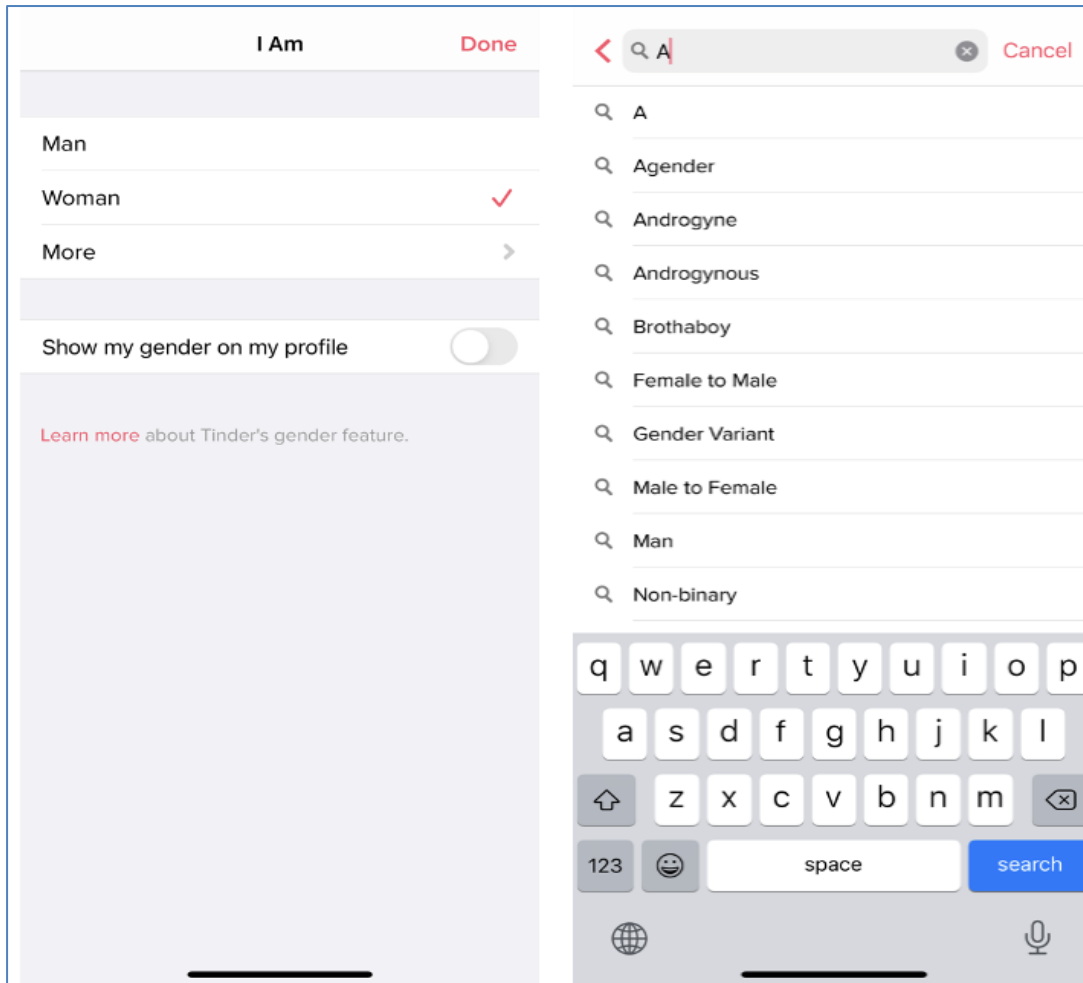 I Am
Done
Man
Woman
More
Show my gender on my profile
Learn more about Tinder's gender feature.
A
Cancel
A
Agender
Androgyne
Androgynous
Brothaboy
Female to Male
Gender Variant
Male to Female
Man
Non-binary
q w e r t y u i o p
a s d f g h j k l
z x c v b n m
123 space search